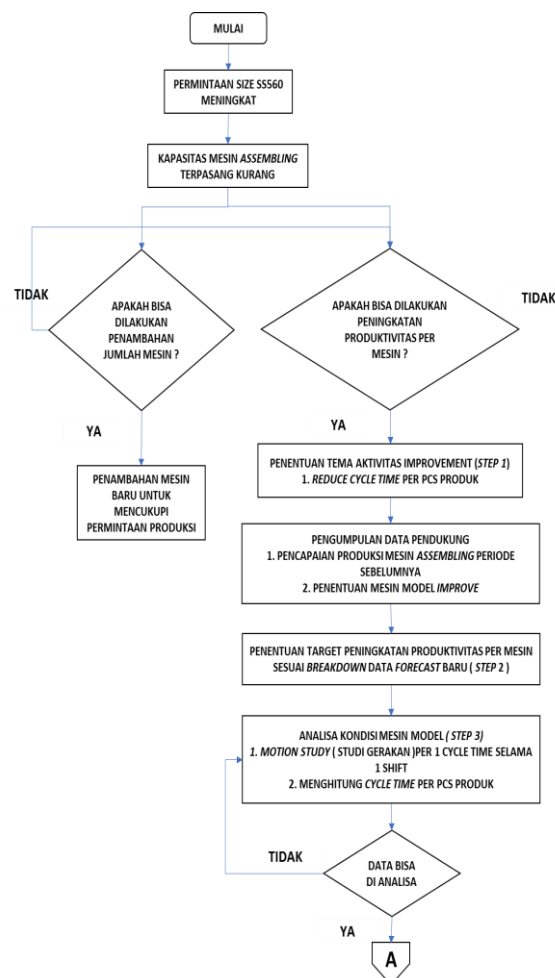 MULAI
PERMINTAAN SIZE SS560
MENINGKAT
KAPASITAS MESIN ASSEMBLING
TERPASANG KURANG
TIDAK
APAKAH BISA
DILAKUKAN
PENAMBAHAN
JUMLAH MESIN ?
APAKAH BISA DILAKUKAN
PENINGKATAN
PRODUKTIVITAS PER
MESIN ?
TIDAK
YA
YA
PENAMBAHAN MESIN
BARU UNTUK
MENCUKUPI
PERMINTAAN PRODUKSI
PENENTUAN TEMA AKTIVITAS IMPROVEMENT (STEP 1)
1. REDUCE CYCLE TIME PER PCS PRODUK
PENGUMPULAN DATA PENDUKUNG
1. PENCAPAIAN PRODUKSI MESIN ASSEMBLING PERIODE
SEBELUMNYA
2. PENENTUAN MESIN MODEL IMPROVE
PENENTUAN TARGET PENINGKATAN PRODUKTIVITAS PER MESIN
SESUAI BREAKDOWN DATA FORECAST BARU ( STEP 2 )
ANALISA KONDISI MESIN MODEL ( STEP 3)
1. MOTION STUDY ( STUDI GERAKAN )PER 1 CYCLE TIME SELAMA
1 SHIFT
2. MENGHITUNG CYCLE TIME PER PCS PRODUK
TIDAK
DATA BISA
DI ANALISA
YA
A